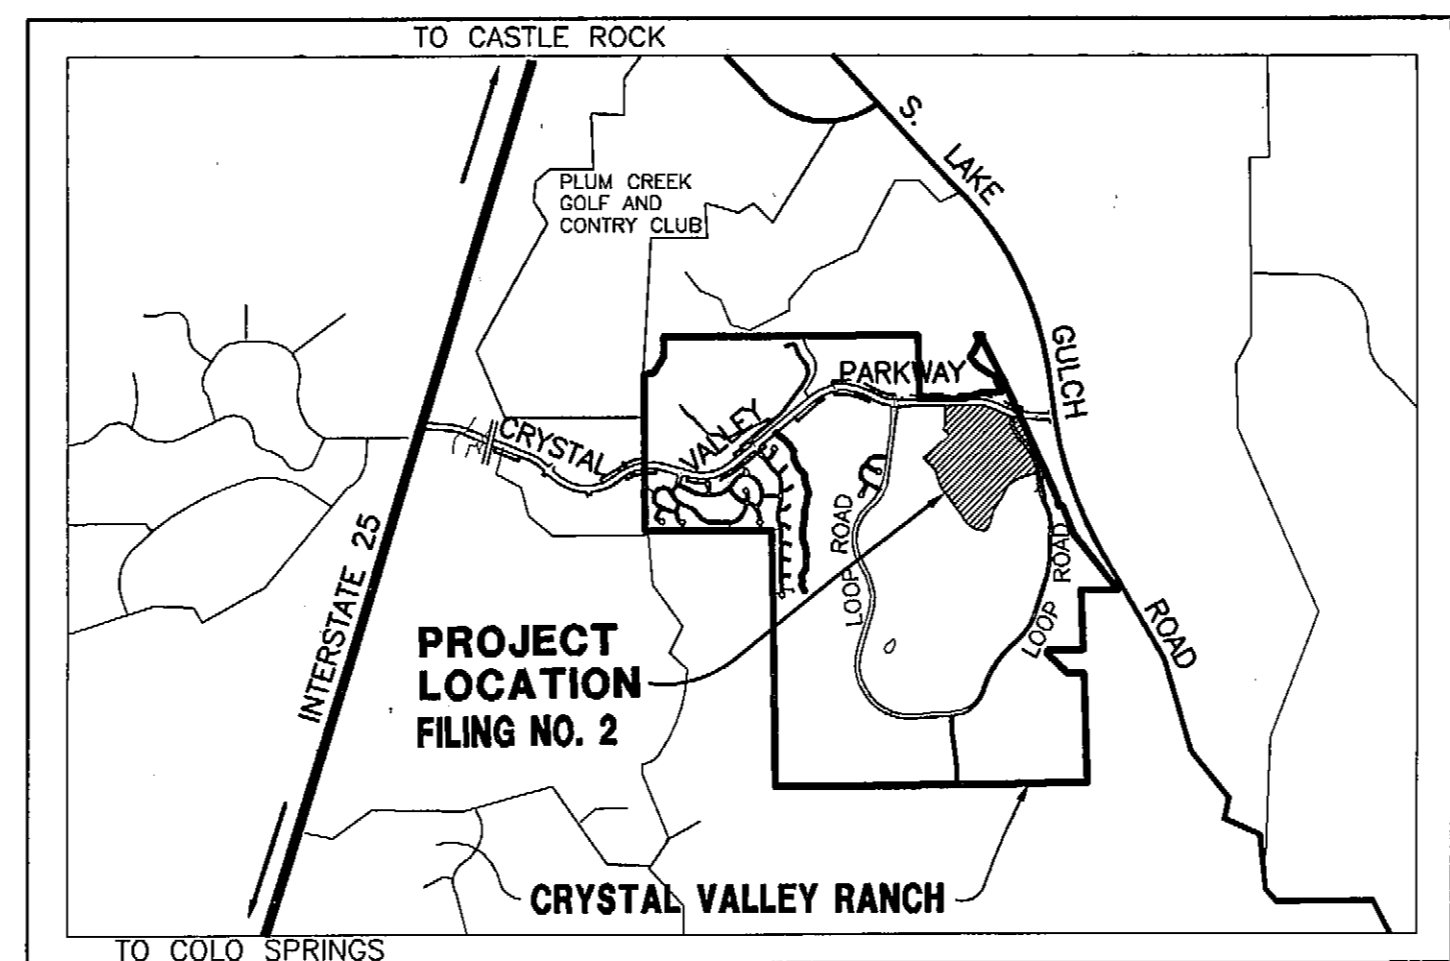 TO CASTLE ROCK
S. LAKE GULCH ROAD
PLUM CREEK
GOLF AND
CONTRY CLUB
CRYSTAL VALLEY PARKWAY
LOOP ROAD
LOOP ROAD
INTERSTATE 25
PROJECT
LOCATION
FILING NO. 2
CRYSTAL VALLEY RANCH
TO COLO SPRINGS